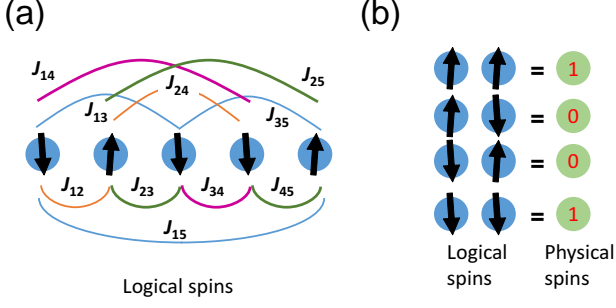 (a)
J14
J25
J24
J13
J35
J12
J23
J34
J45
J15
Logical spins
(b)
= 1
= 0
= 0
= 1
Logical spins
Physical spins